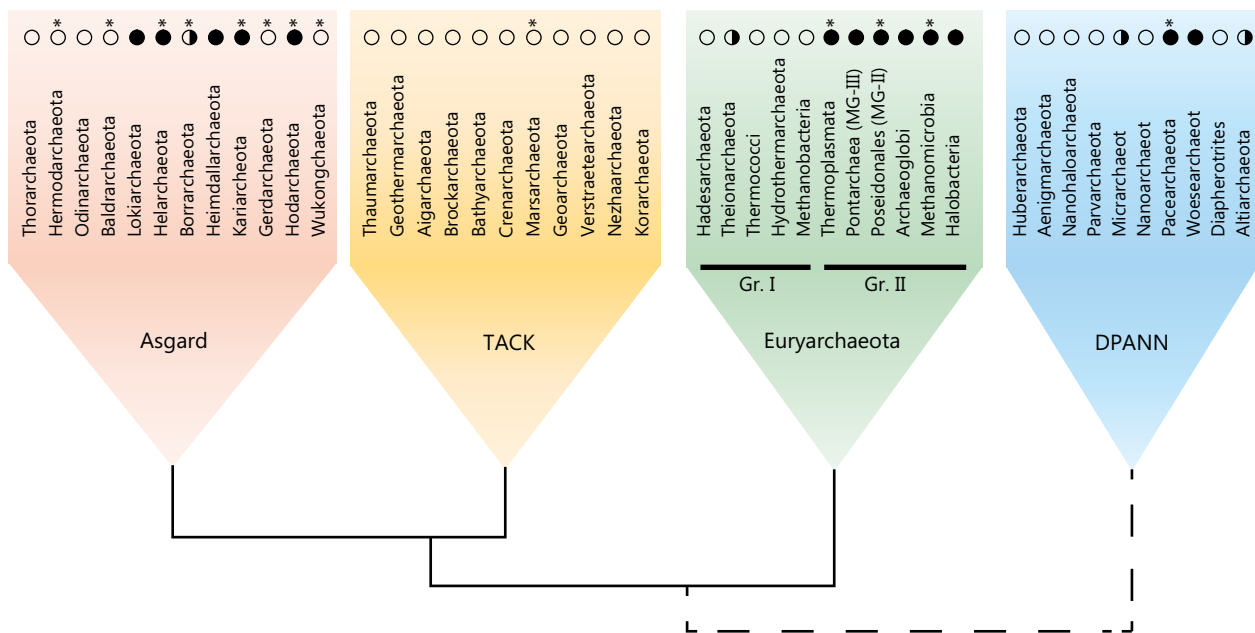 * * * * * * * *
*
* * *
*
Thorarchaeota
Hermodarchaeota
Odinarchaeota
Baldrarchaeota
Lokiarchaeota
Helarchaeota
Borrarchaeota
Heimdallarchaeota
Kariarcheota
Gerdarchaeota
Hodarchaeota
Wukongchaeota
Thaumarchaeota
Geothermarchaeota
Aigarchaeota
Brockarchaeota
Bathyarchaeota
Crenarchaeota
Marsarchaeota
Geoarchaeota
Verstraetearchaeota
Nezhaarchaeota
Korarchaeota
Hadesarchaeota
Theionarchaeota
Thermococci
Hydrothermarchaeota
Methanobacteria
Thermoplasmata
Pontarchaea (MG-III)
Poseidonales (MG-II)
Archaeoglobi
Methanomicrobia
Halobacteria
Huberarchaeota
Aenigmarchaeota
Nanohaloarchaeota
Parvarchaeota
Micrarchaeot
Nanoarchaeot
Pacearchaeota
Woesearchaeot
Diapherotrites
Altiarchaeota
Gr. I
Gr. II
Asgard
TACK
Euryarchaeota
DPANN